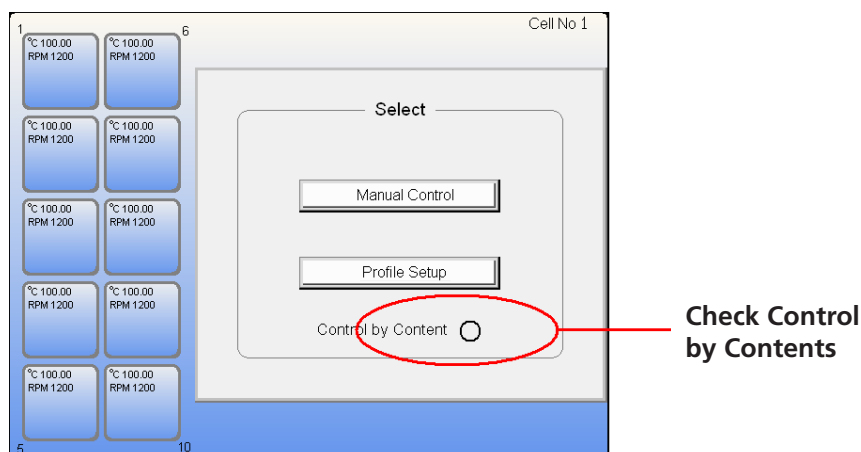 Cell No 1
1
6
°C 100.00
RPM 1200
°C 100.00
RPM 1200
°C 100.00
RPM 1200
°C 100.00
RPM 1200
°C 100.00
RPM 1200
°C 100.00
RPM 1200
°C 100.00
RPM 1200
°C 100.00
RPM 1200
°C 100.00
RPM 1200
°C 100.00
RPM 1200
5
10
Select
Manual Control
Profile Setup
Control by Content
Check Control
by Contents